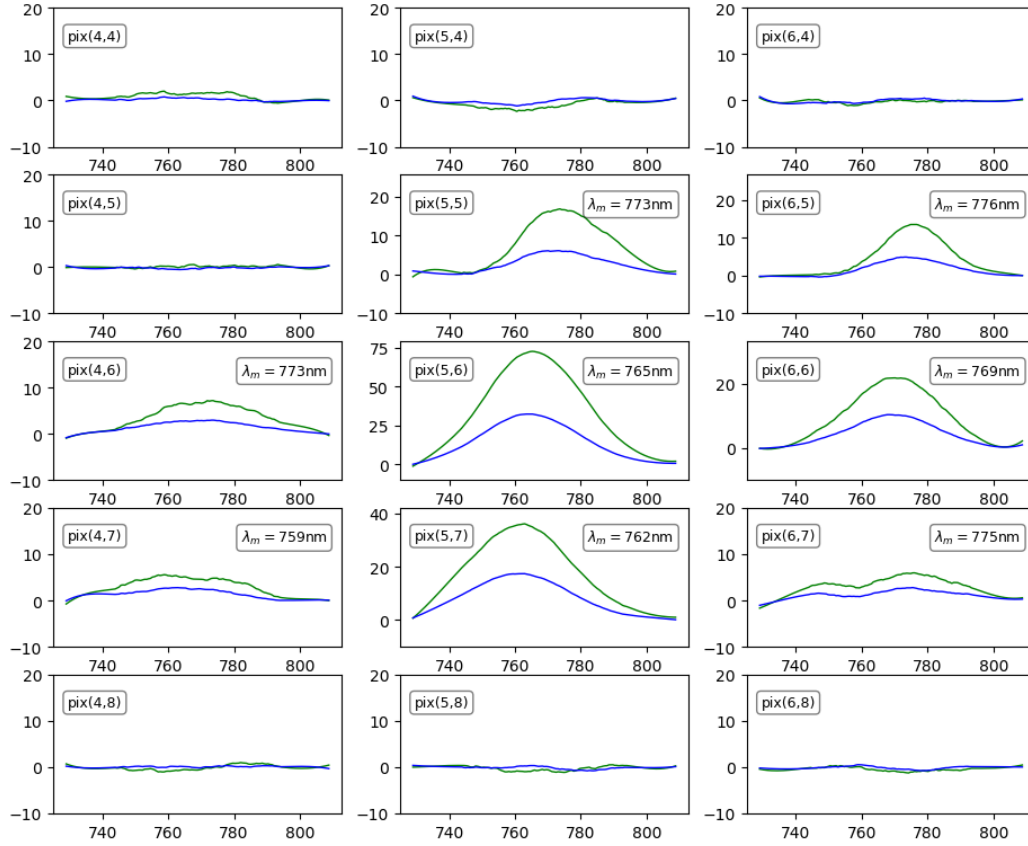 20 20 20
pix(4,4) pix(5,4) pix(6,4)
10 10 10
0 0 0
−10 −10 −10
740 760 780 800 740 760 780 800 740 760 780 800
20
pix(4,5) pix(5,5) λm = 773nm pix(6,5) λm = 776nm
20 20
10 10 10
0 0 0
−10 −10 −10
740 760 780 800 740 760 780 800 740 760 780 800
20
pix(4,6) λm = 773nm 75 pix(5,6) λm = 765nm pix(6,6) λm = 769nm
10 50 20
25
0 0 0
−10
740 760 780 800 740 760 780 800 740 760 780 800
20 40 20
pix(4,7) λm = 759nm pix(5,7) λm = 762nm pix(6,7) λm = 775nm
10 20 10
0 0 0
−10 −10
740 760 780 800 740 760 780 800 740 760 780 800
20 20 20
pix(4,8) pix(5,8) pix(6,8)
10 10 10
0 0 0
−10 −10 −10
740 760 780 800 740 760 780 800 740 760 780 800